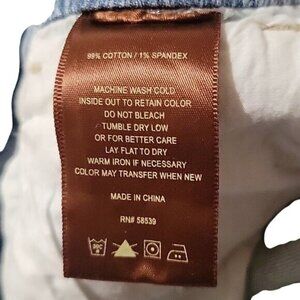 99% COTTON / 1% SPANDEX
MACHINE WASH COLD
INSIDE OUT TO RETAIN COLOR
DO NOT BLEACH
TUMBLE DRY LOW
OR FOR BETTER CARE
LAY FLAT TO DRY
WARM IRON IF NECESSARY
COLOR MAY TRANSFER WHEN NEW
MADE IN CHINA
RN# 58539